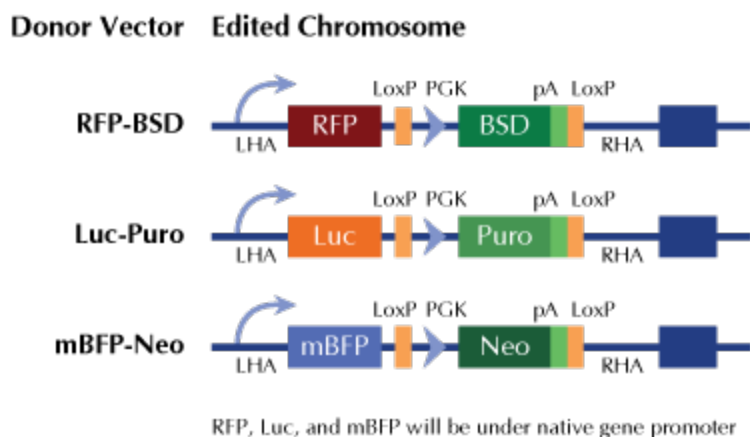 Donor Vector Edited Chromosome
LoxP PGK pA LoxP
RFP-BSD RFP BSD
LHA RHA
LoxP PGK pA LoxP
Luc-Puro Luc Puro
LHA RHA
LoxP PGK pA LoxP
mBFP-Neo mBFP Neo
LHA RHA
RFP, Luc, and mBFP will be under native gene promoter